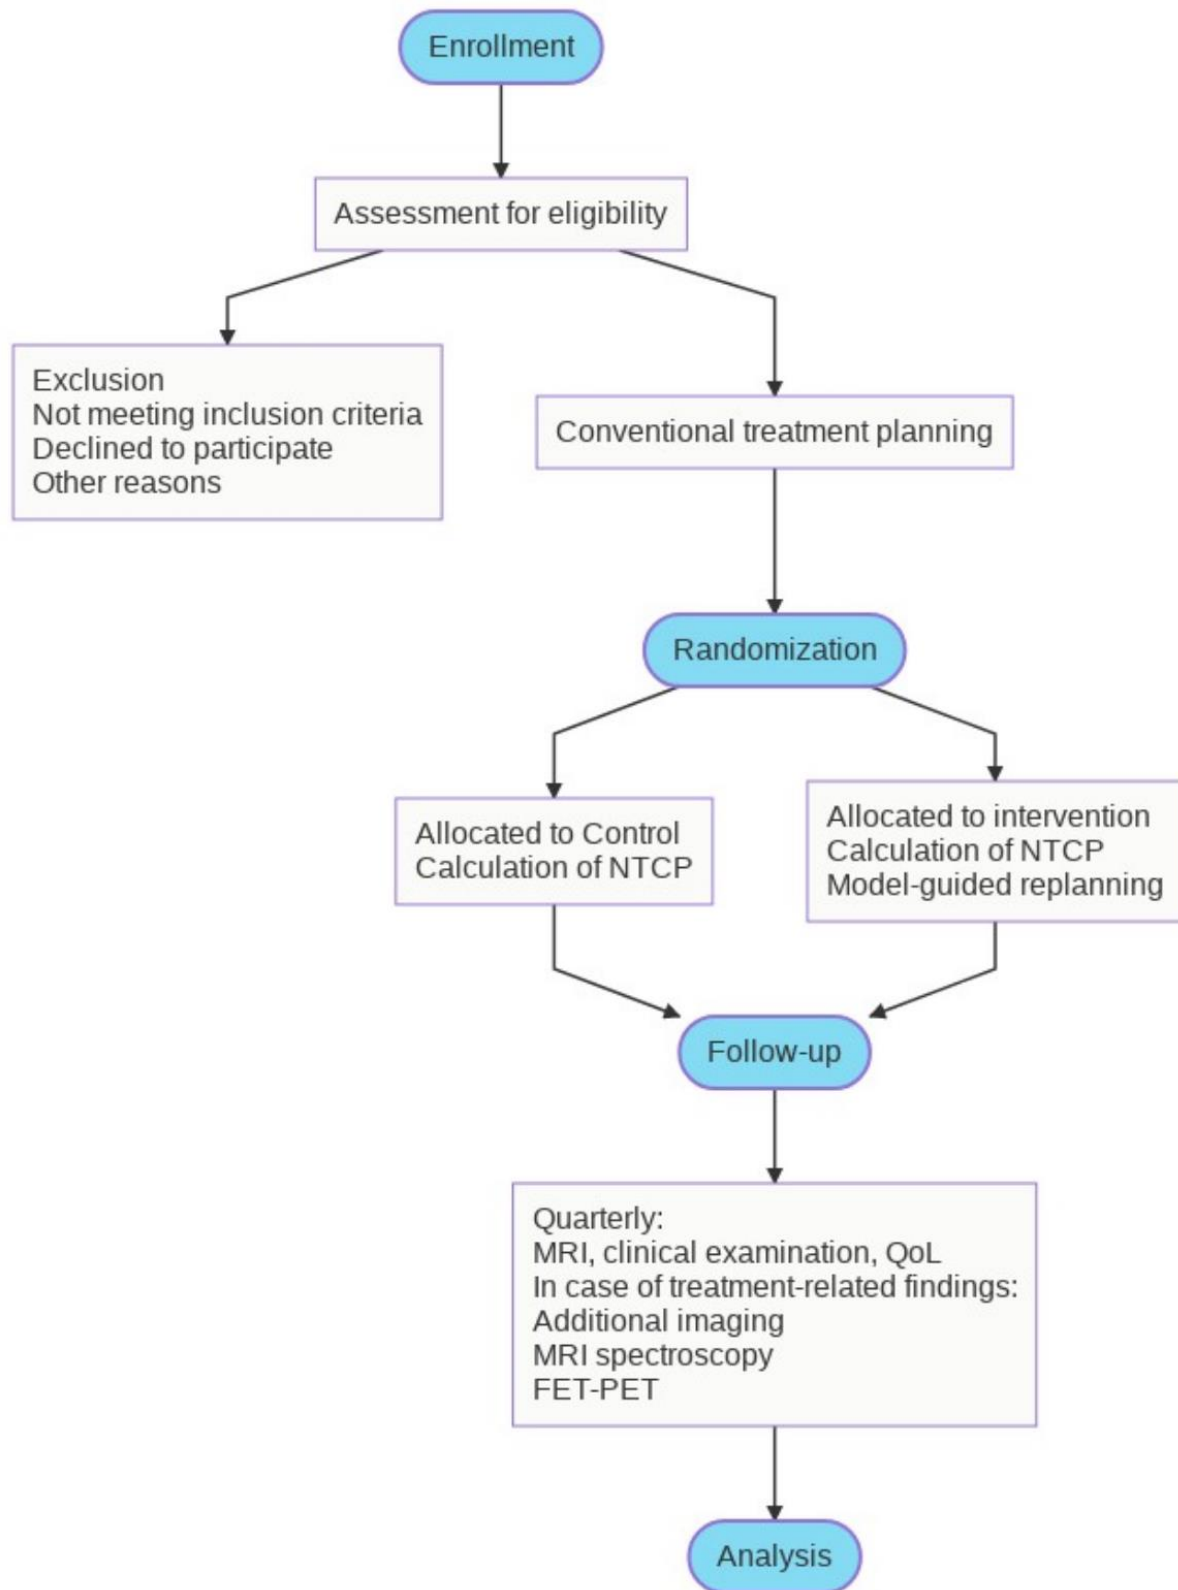 Enrollment
Assessment for eligibility
Exclusion
Not meeting inclusion criteria
Declined to participate
Other reasons
Conventional treatment planning
Randomization
Allocated to Control
Calculation of NTCP
Allocated to intervention
Calculation of NTCP
Model-guided replanning
Follow-up
Quarterly:
MRI, clinical examination, QoL
In case of treatment-related findings:
Additional imaging
MRI spectroscopy
FET-PET
Analysis